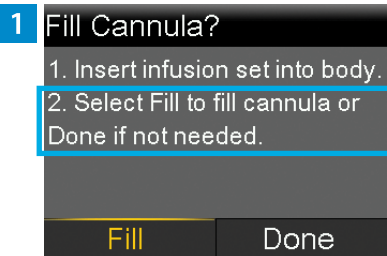 1
Fill Cannula?
1. Insert infusion set into body.
2. Select Fill to fill cannula or
Done if not needed.
Fill
Done